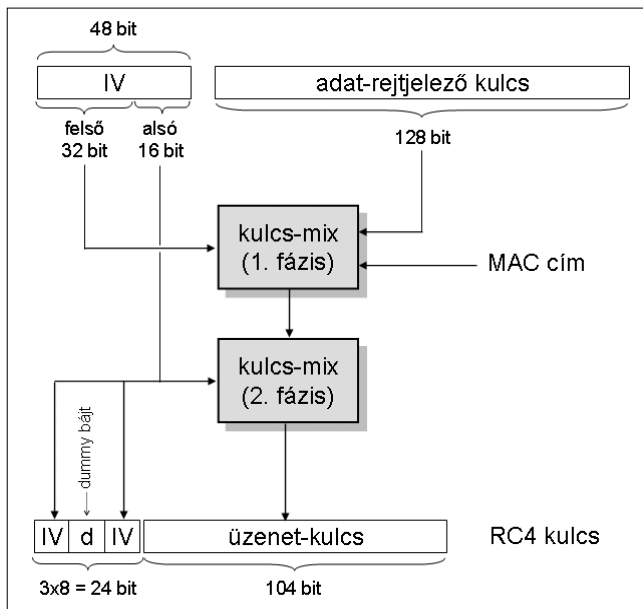 48 bit
IV
adat-rejtjelező kulcs
felső
32 bit
alsó
16 bit
128 bit
kulcs-mix
(1. fázis)
MAC cím
kulcs-mix
(2. fázis)
dummy bájt
IV
d
IV
üzenet-kulcs
RC4 kulcs
3x8 = 24 bit
104 bit